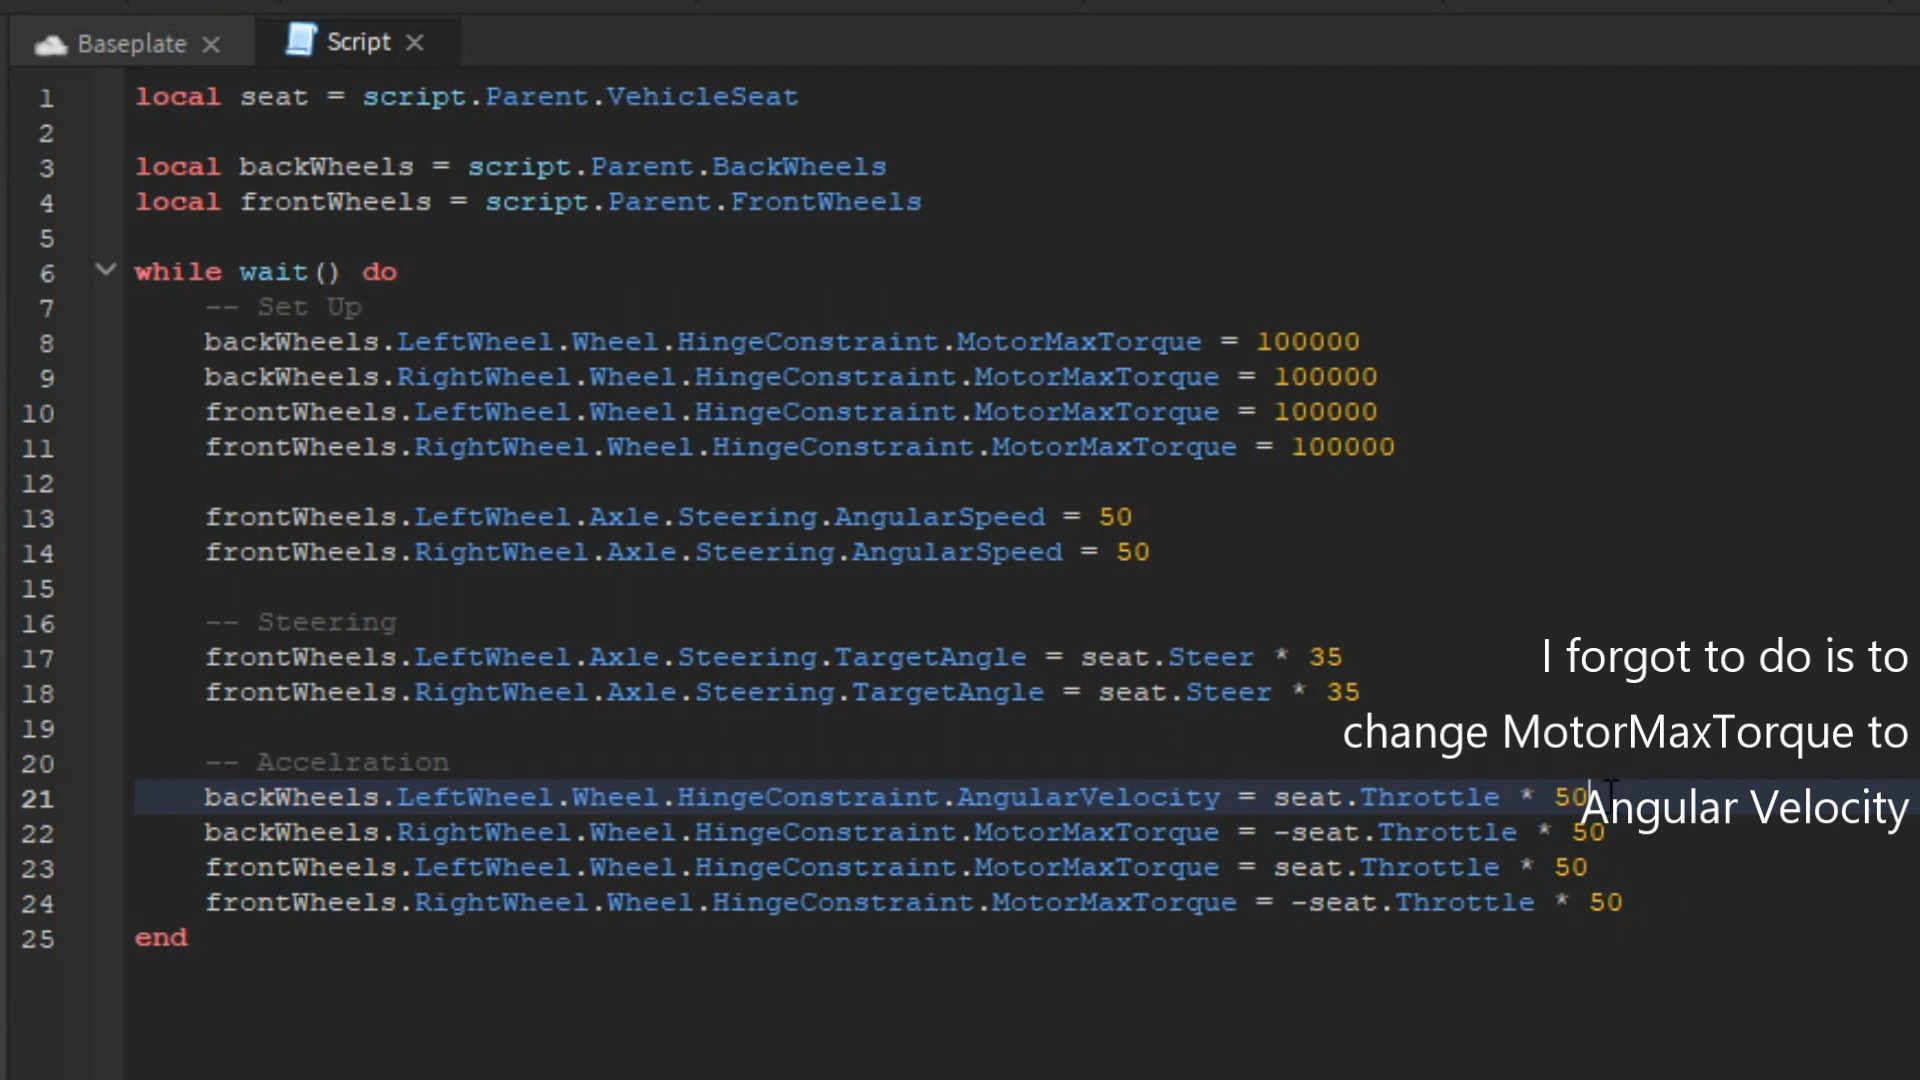 Baseplate
Script
1 local seat = script.Parent.VehicleSeat
2
3 local backWheels = script.Parent.BackWheels
4 local frontWheels = script.Parent.FrontWheels
5
6 while wait() do
7 -- Set Up
8 backWheels.LeftWheel.Wheel.HingeConstraint.MotorMaxTorque = 100000
9 backWheels.RightWheel.Wheel.HingeConstraint.MotorMaxTorque = 100000
10 frontWheels.LeftWheel.Wheel.HingeConstraint.MotorMaxTorque = 100000
11 frontWheels.RightWheel.Wheel.HingeConstraint.MotorMaxTorque = 100000
12
13 frontWheels.LeftWheel.Axle.Steering.AngularSpeed = 50
14 frontWheels.RightWheel.Axle.Steering.AngularSpeed = 50
15
16 -- Steering
17 frontWheels.LeftWheel.Axle.Steering.TargetAngle = seat.Steer * 35
18 frontWheels.RightWheel.Axle.Steering.TargetAngle = seat.Steer * 35
19
20 -- Accelration
21 backWheels.LeftWheel.Wheel.HingeConstraint.AngularVelocity = seat.Throttle * 50
22 backWheels.RightWheel.Wheel.HingeConstraint.MotorMaxTorque = -seat.Throttle * 50
23 frontWheels.LeftWheel.Wheel.HingeConstraint.MotorMaxTorque = seat.Throttle * 50
24 frontWheels.RightWheel.Wheel.HingeConstraint.MotorMaxTorque = -seat.Throttle * 50
25 end
I forgot to do is to
change MotorMaxTorque to
Angular Velocity